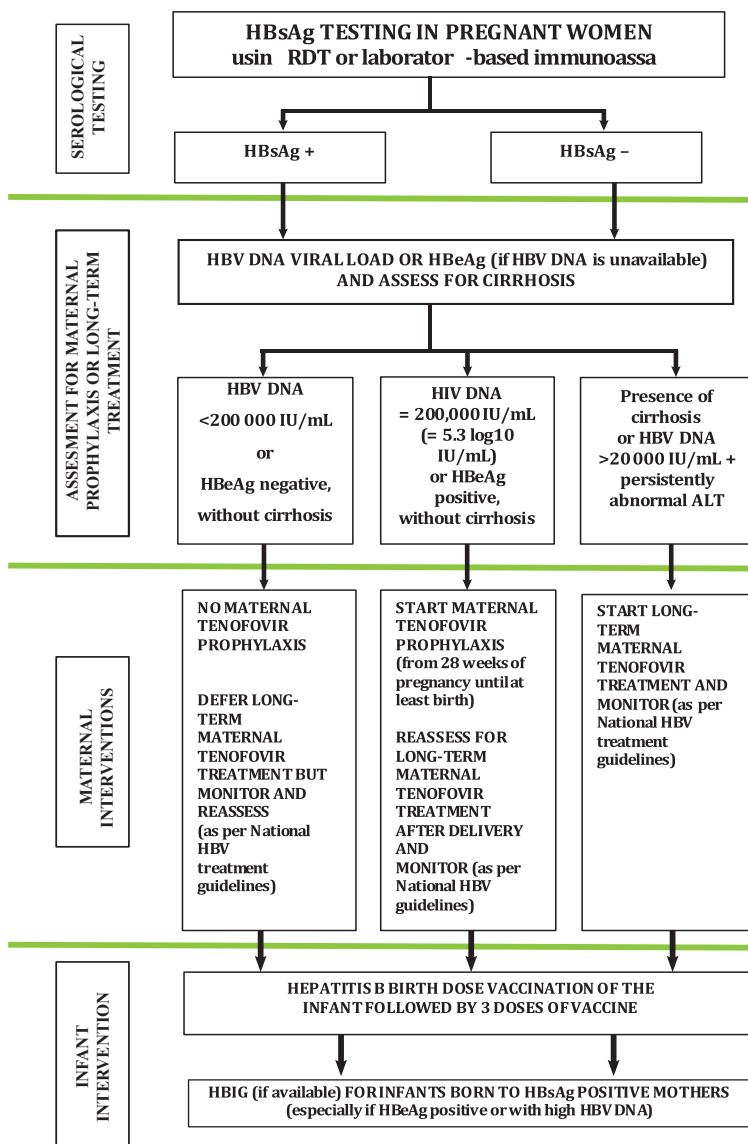 HBsAg TESTING IN PREGNANT WOMEN
usin RDT or laborator -based immunoassa
SEROLOGICAL
TESTING
HBsAg +
HBsAg –
ASSESMENT FOR MATERNAL
PROPHYLAXIS OR LONG-TERM
TREATMENT
HBV DNA VIRAL LOAD OR HBeAg (if HBV DNA is unavailable)
AND ASSESS FOR CIRRHOSIS
HBV DNA
<200 000 IU/mL
or
HBeAg negative,
without cirrhosis
HIV DNA
= 200,000 IU/mL
(= 5.3 log10
IU/mL)
or HBeAg
positive,
without cirrhosis
Presence of
cirrhosis
or HBV DNA
>20 000 IU/mL +
persistently
abnormal ALT
MATERNAL
INTERVENTIONS
NO MATERNAL
TENOFOVIR
PROPHYLAXIS
DEFER LONG-
TERM
MATERNAL
TENOFOVIR
TREATMENT BUT
MONITOR AND
REASSESS
(as per National
HBV
treatment
guidelines)
START MATERNAL
TENOFOVIR
PROPHYLAXIS
(from 28 weeks of
pregnancy until at
least birth)
REASSESS FOR
LONG-TERM
MATERNAL
TENOFOVIR
TREATMENT
AFTER DELIVERY
AND
MONITOR (as per
National HBV
guidelines)
START LONG-
TERM
MATERNAL
TENOFOVIR
TREATMENT AND
MONITOR (as per
National HBV
treatment
guidelines)
INFANT
INTERVENTION
HEPATITIS B BIRTH DOSE VACCINATION OF THE
INFANT FOLLOWED BY 3 DOSES OF VACCINE
HBIG (if available) FOR INFANTS BORN TO HBsAg POSITIVE MOTHERS
(especially if HBeAg positive or with high HBV DNA)